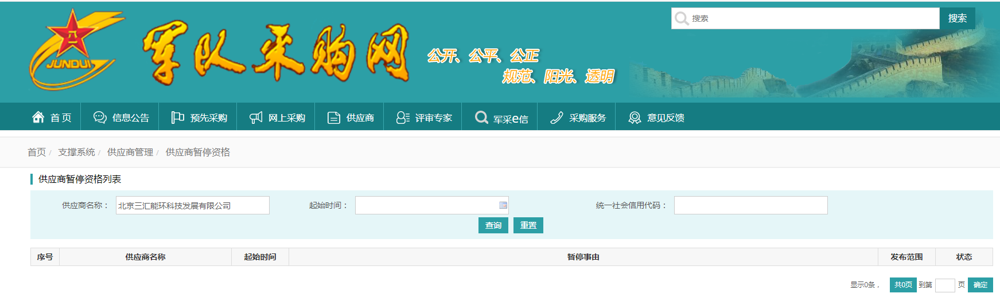 JUNDUI
军队采购网
公开、公平、公正
规范、阳光、透明
搜索 搜索
首页 信息公告 预先采购 网上采购 供应商 评审专家 军采e信 采购服务 意见反馈
首页 / 支撑系统 / 供应商管理 / 供应商暂停资格
供应商暂停资格列表
供应商名称： 北京三汇能环科技发展有限公司 起始时间： 统一社会信用代码：
查询 重置
序号 供应商名称 起始时间 暂停事由 发布范围 状态
显示0条， 共0页 到第 页 确定